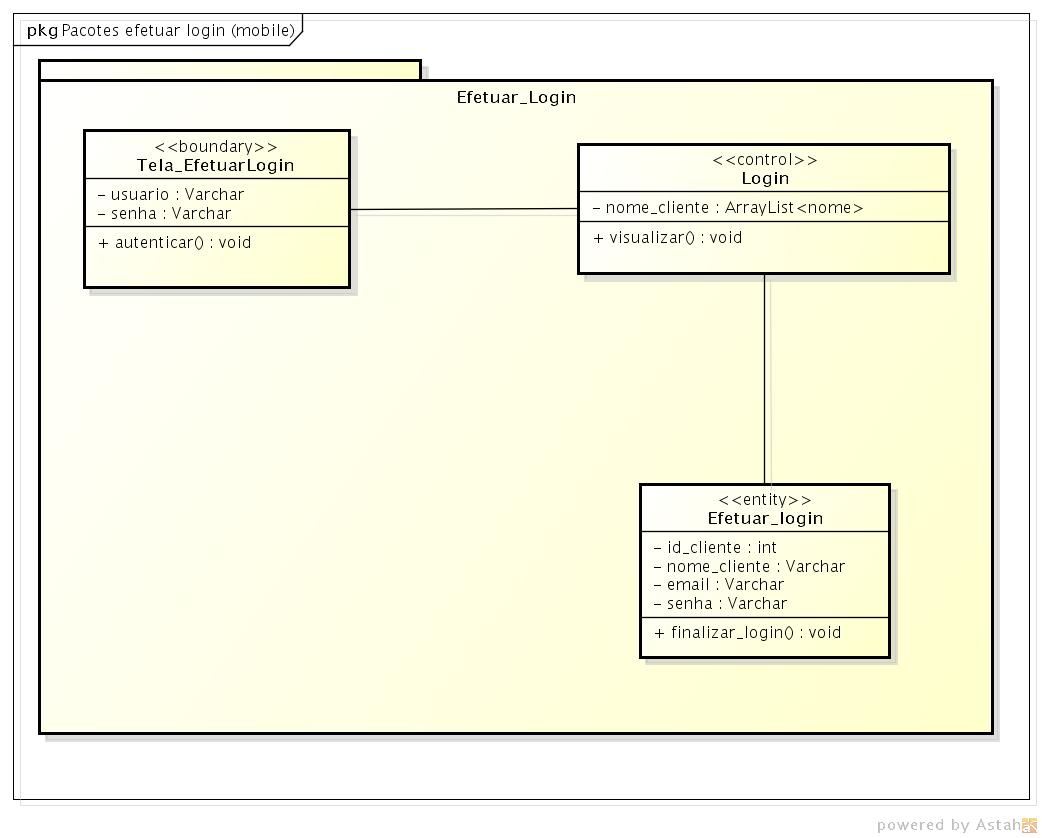 pkg Pacotes efetuar login (mobile)
Efetuar_Login
<<boundary>>
Tela_EfetuarLogin
- usuario : Varchar
- senha : Varchar
+ autenticar() : void
<<control>>
Login
- nome_cliente : ArrayList<nome>
+ visualizar() : void
<<entity>>
Efetuar_login
- id_cliente : int
- nome_cliente : Varchar
- email : Varchar
- senha : Varchar
+ finalizar_login() : void
powered by Astah